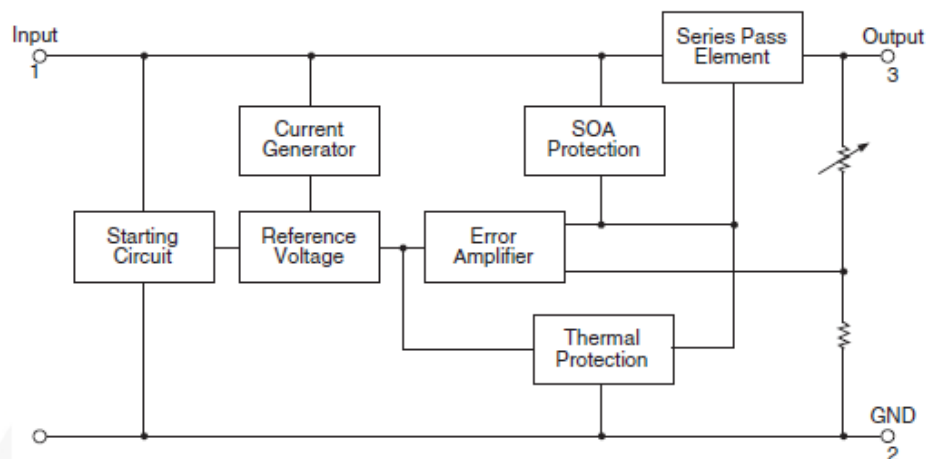 Input
1
Series Pass
Element
Output
3
Current
Generator
SOA
Protection
Starting
Circuit
Reference
Voltage
Error
Amplifier
Thermal
Protection
GND
2